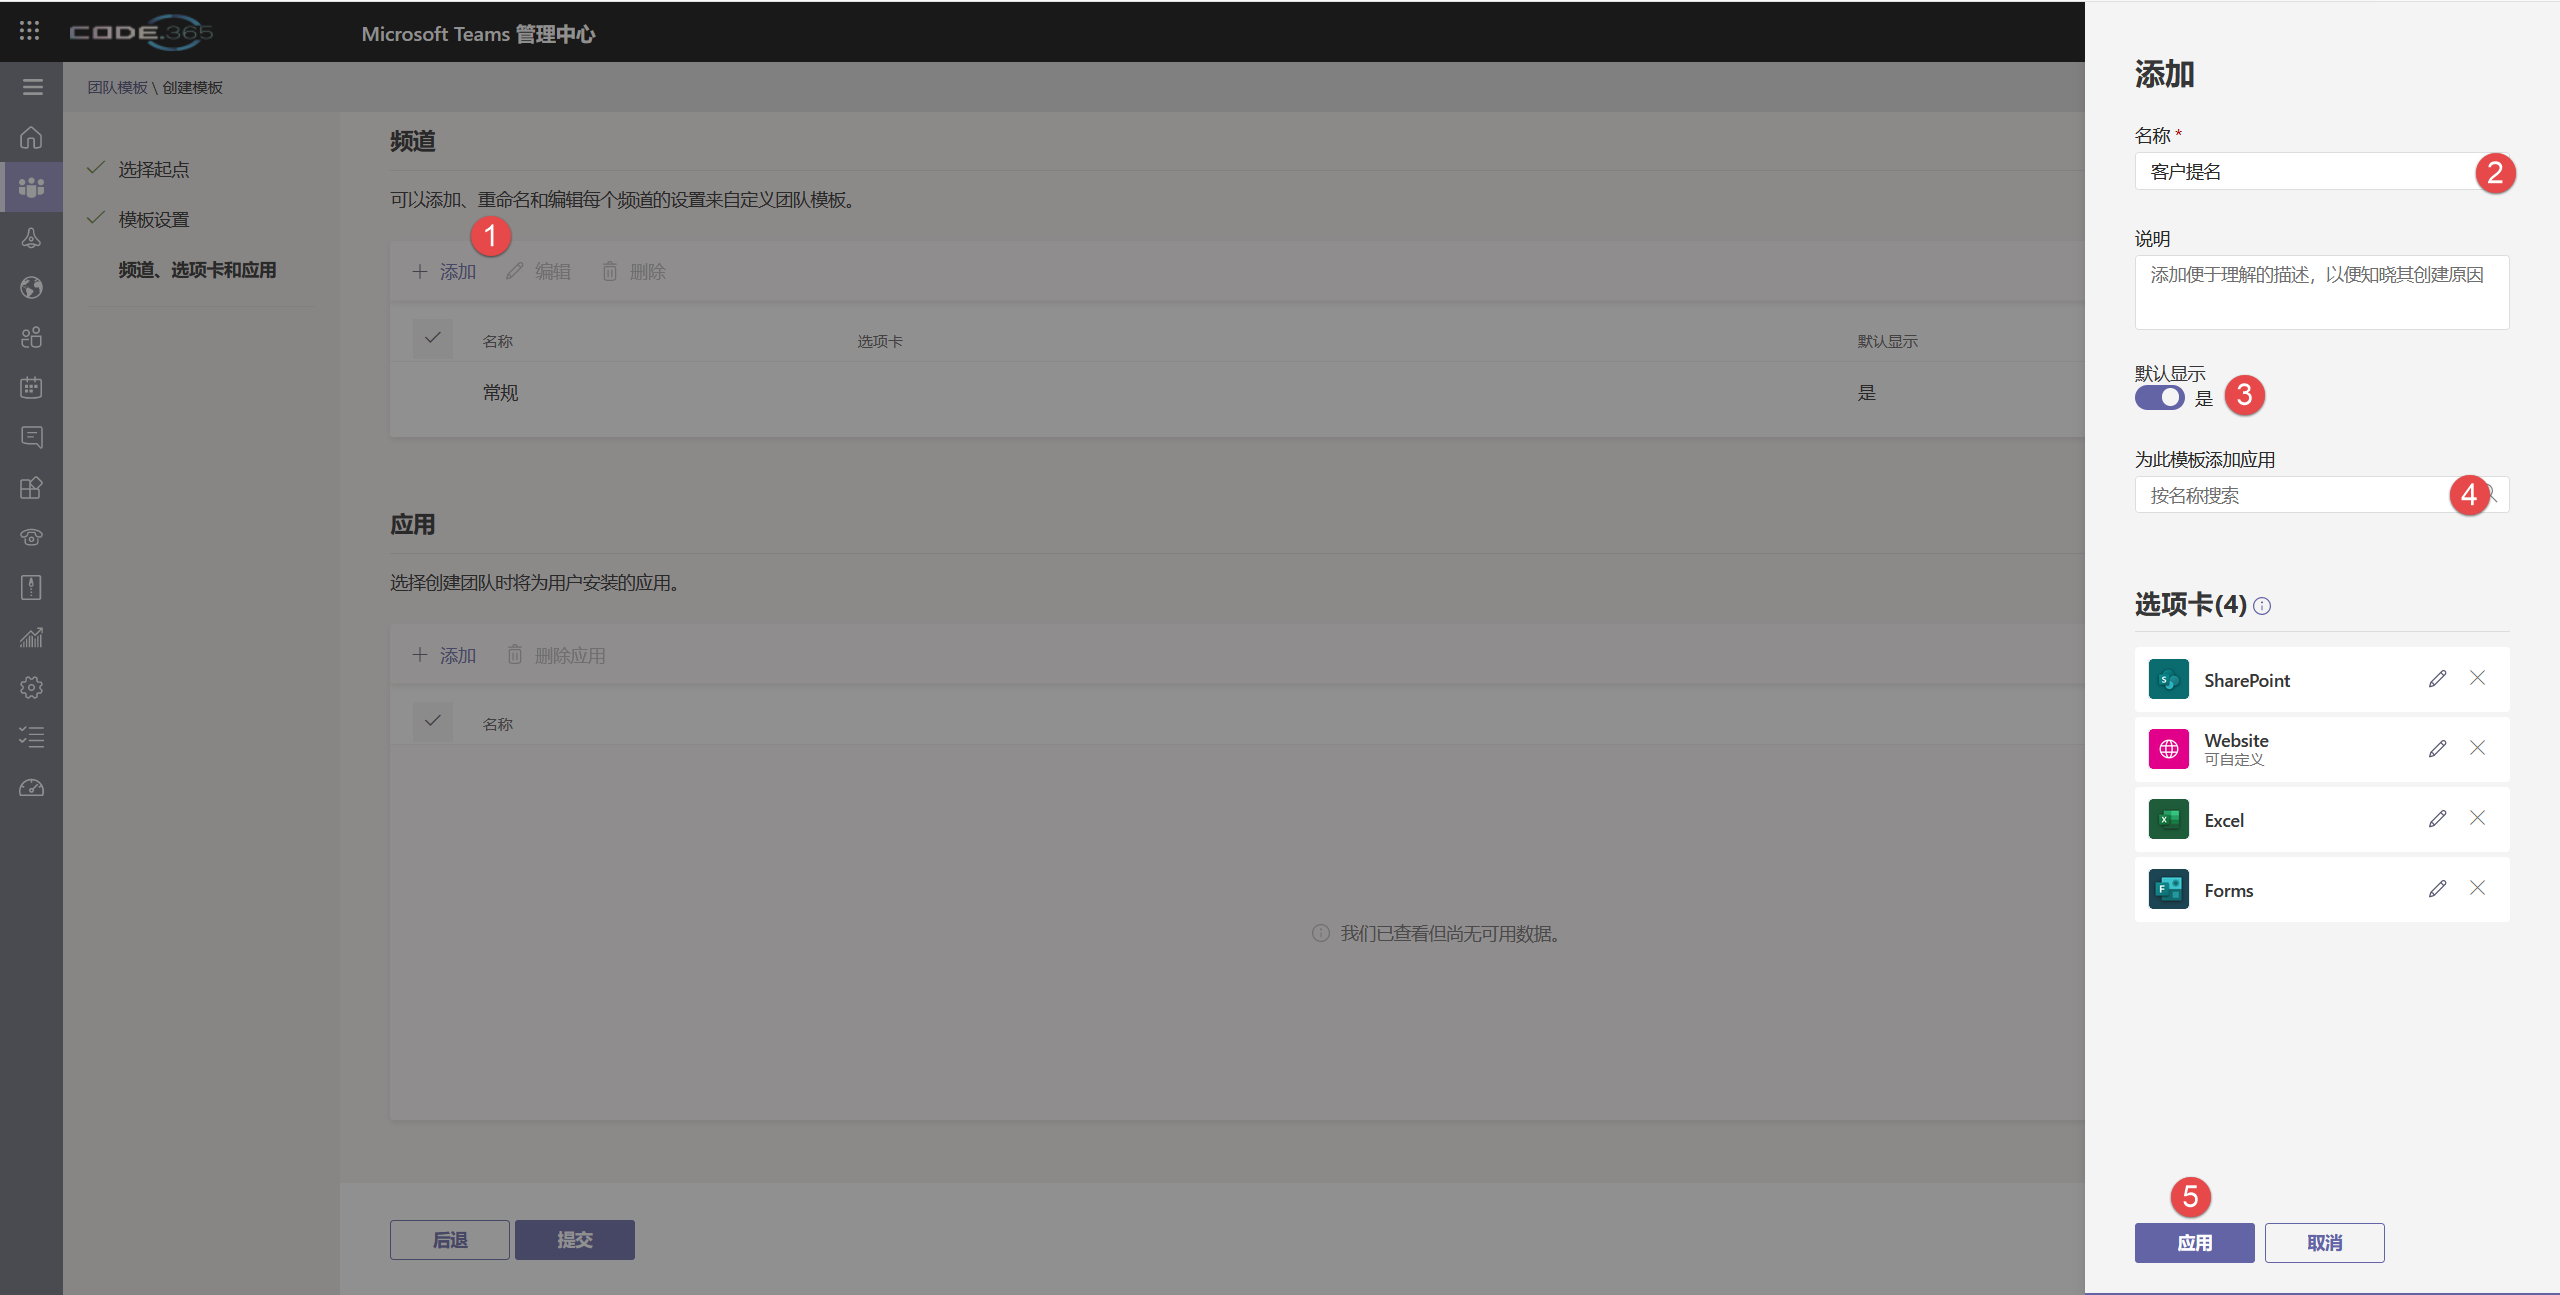 CODE.365
Microsoft Teams 管理中心
团队模板 \ 创建模板
选择起点
模板设置
频道、选项卡和应用
频道
可以添加、重命名和编辑每个频道的设置来自定义团队模板。
1
添加 编辑 删除
名称 选项卡 默认显示
常规 是
应用
选择创建团队时将为用户安装的应用。
添加 删除应用
名称
我们已查看但尚无可用数据。
后退 提交
添加
名称 *
客户提名 2
说明
添加便于理解的描述，以便知晓其创建原因
默认显示
是 3
为此模板添加应用
按名称搜索 4
选项卡(4)
SharePoint
Website
可自定义
Excel
Forms
5
应用 取消